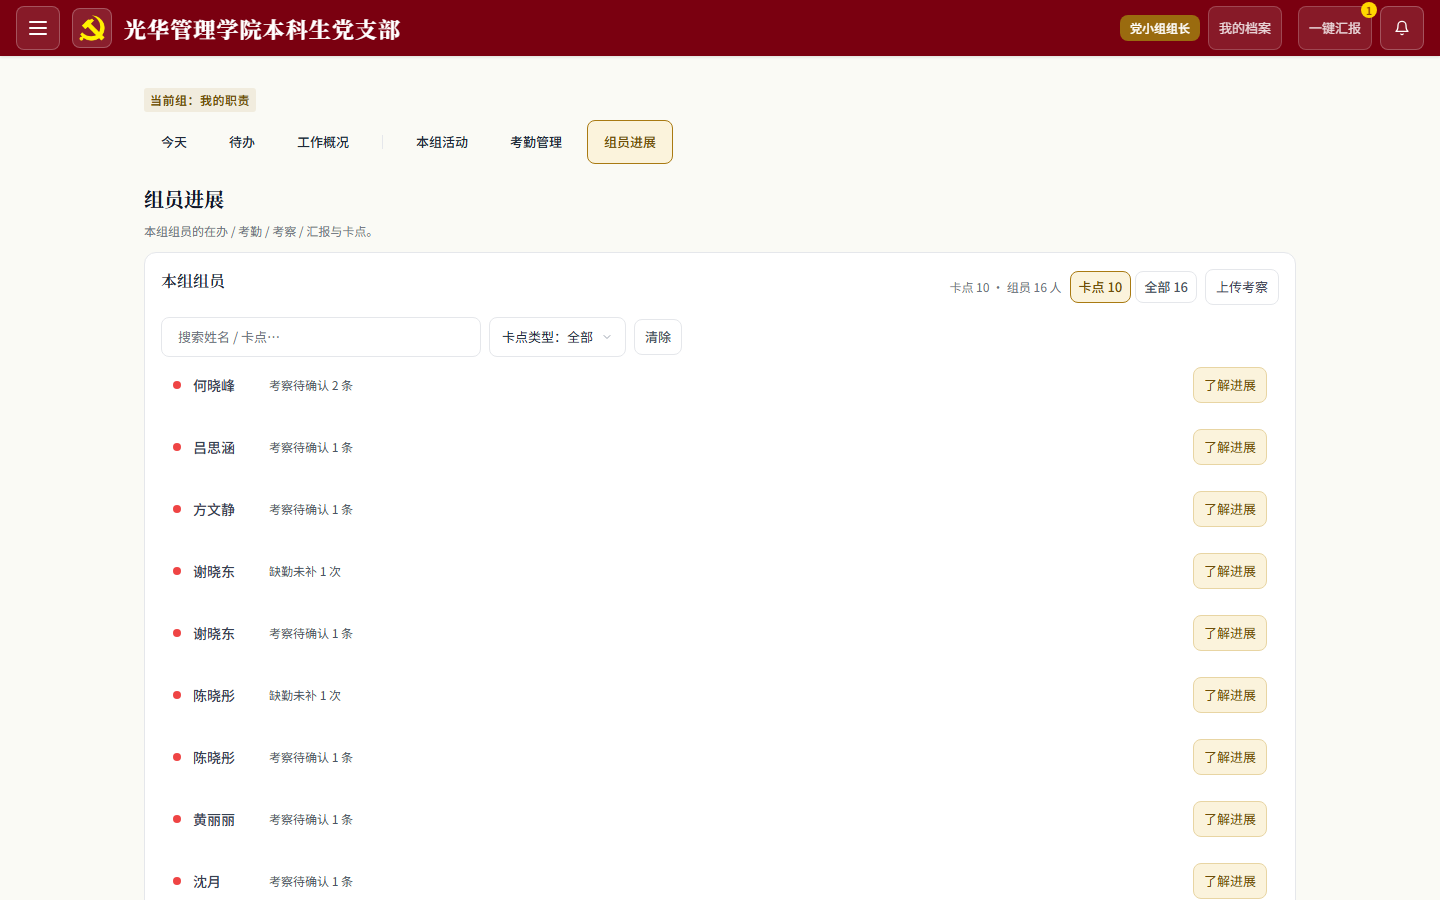 光华管理学院本科生党支部
党小组组长
我的档案
一键汇报
1
当前组：我的职责
今天
待办
工作概况
本组活动
考勤管理
组员进展
组员进展
本组组员的在办 / 考勤 / 考察 / 汇报与卡点。
本组组员
卡点 10 · 组员 16 人
卡点 10
全部 16
上传考察
搜索姓名 / 卡点…
卡点类型：全部
清除
何晓峰 考察待确认 2 条 了解进展
吕思涵 考察待确认 1 条 了解进展
方文静 考察待确认 1 条 了解进展
谢晓东 缺勤未补 1 次 了解进展
谢晓东 考察待确认 1 条 了解进展
陈晓彤 缺勤未补 1 次 了解进展
陈晓彤 考察待确认 1 条 了解进展
黄丽丽 考察待确认 1 条 了解进展
沈月 考察待确认 1 条 了解进展